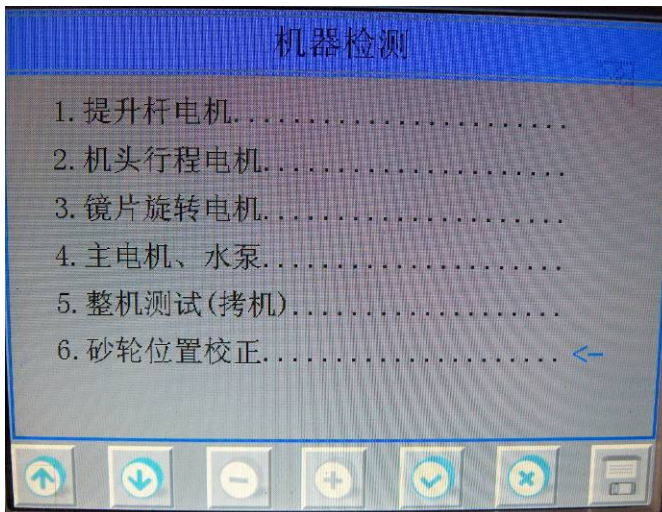 机器检测
1.提升杆电机........................
2.机头行程电机......................
3.镜片旋转电机......................
4.主电机、水泵......................
5.整机测试(拷机)....................
6.砂轮位置校正...................... <-